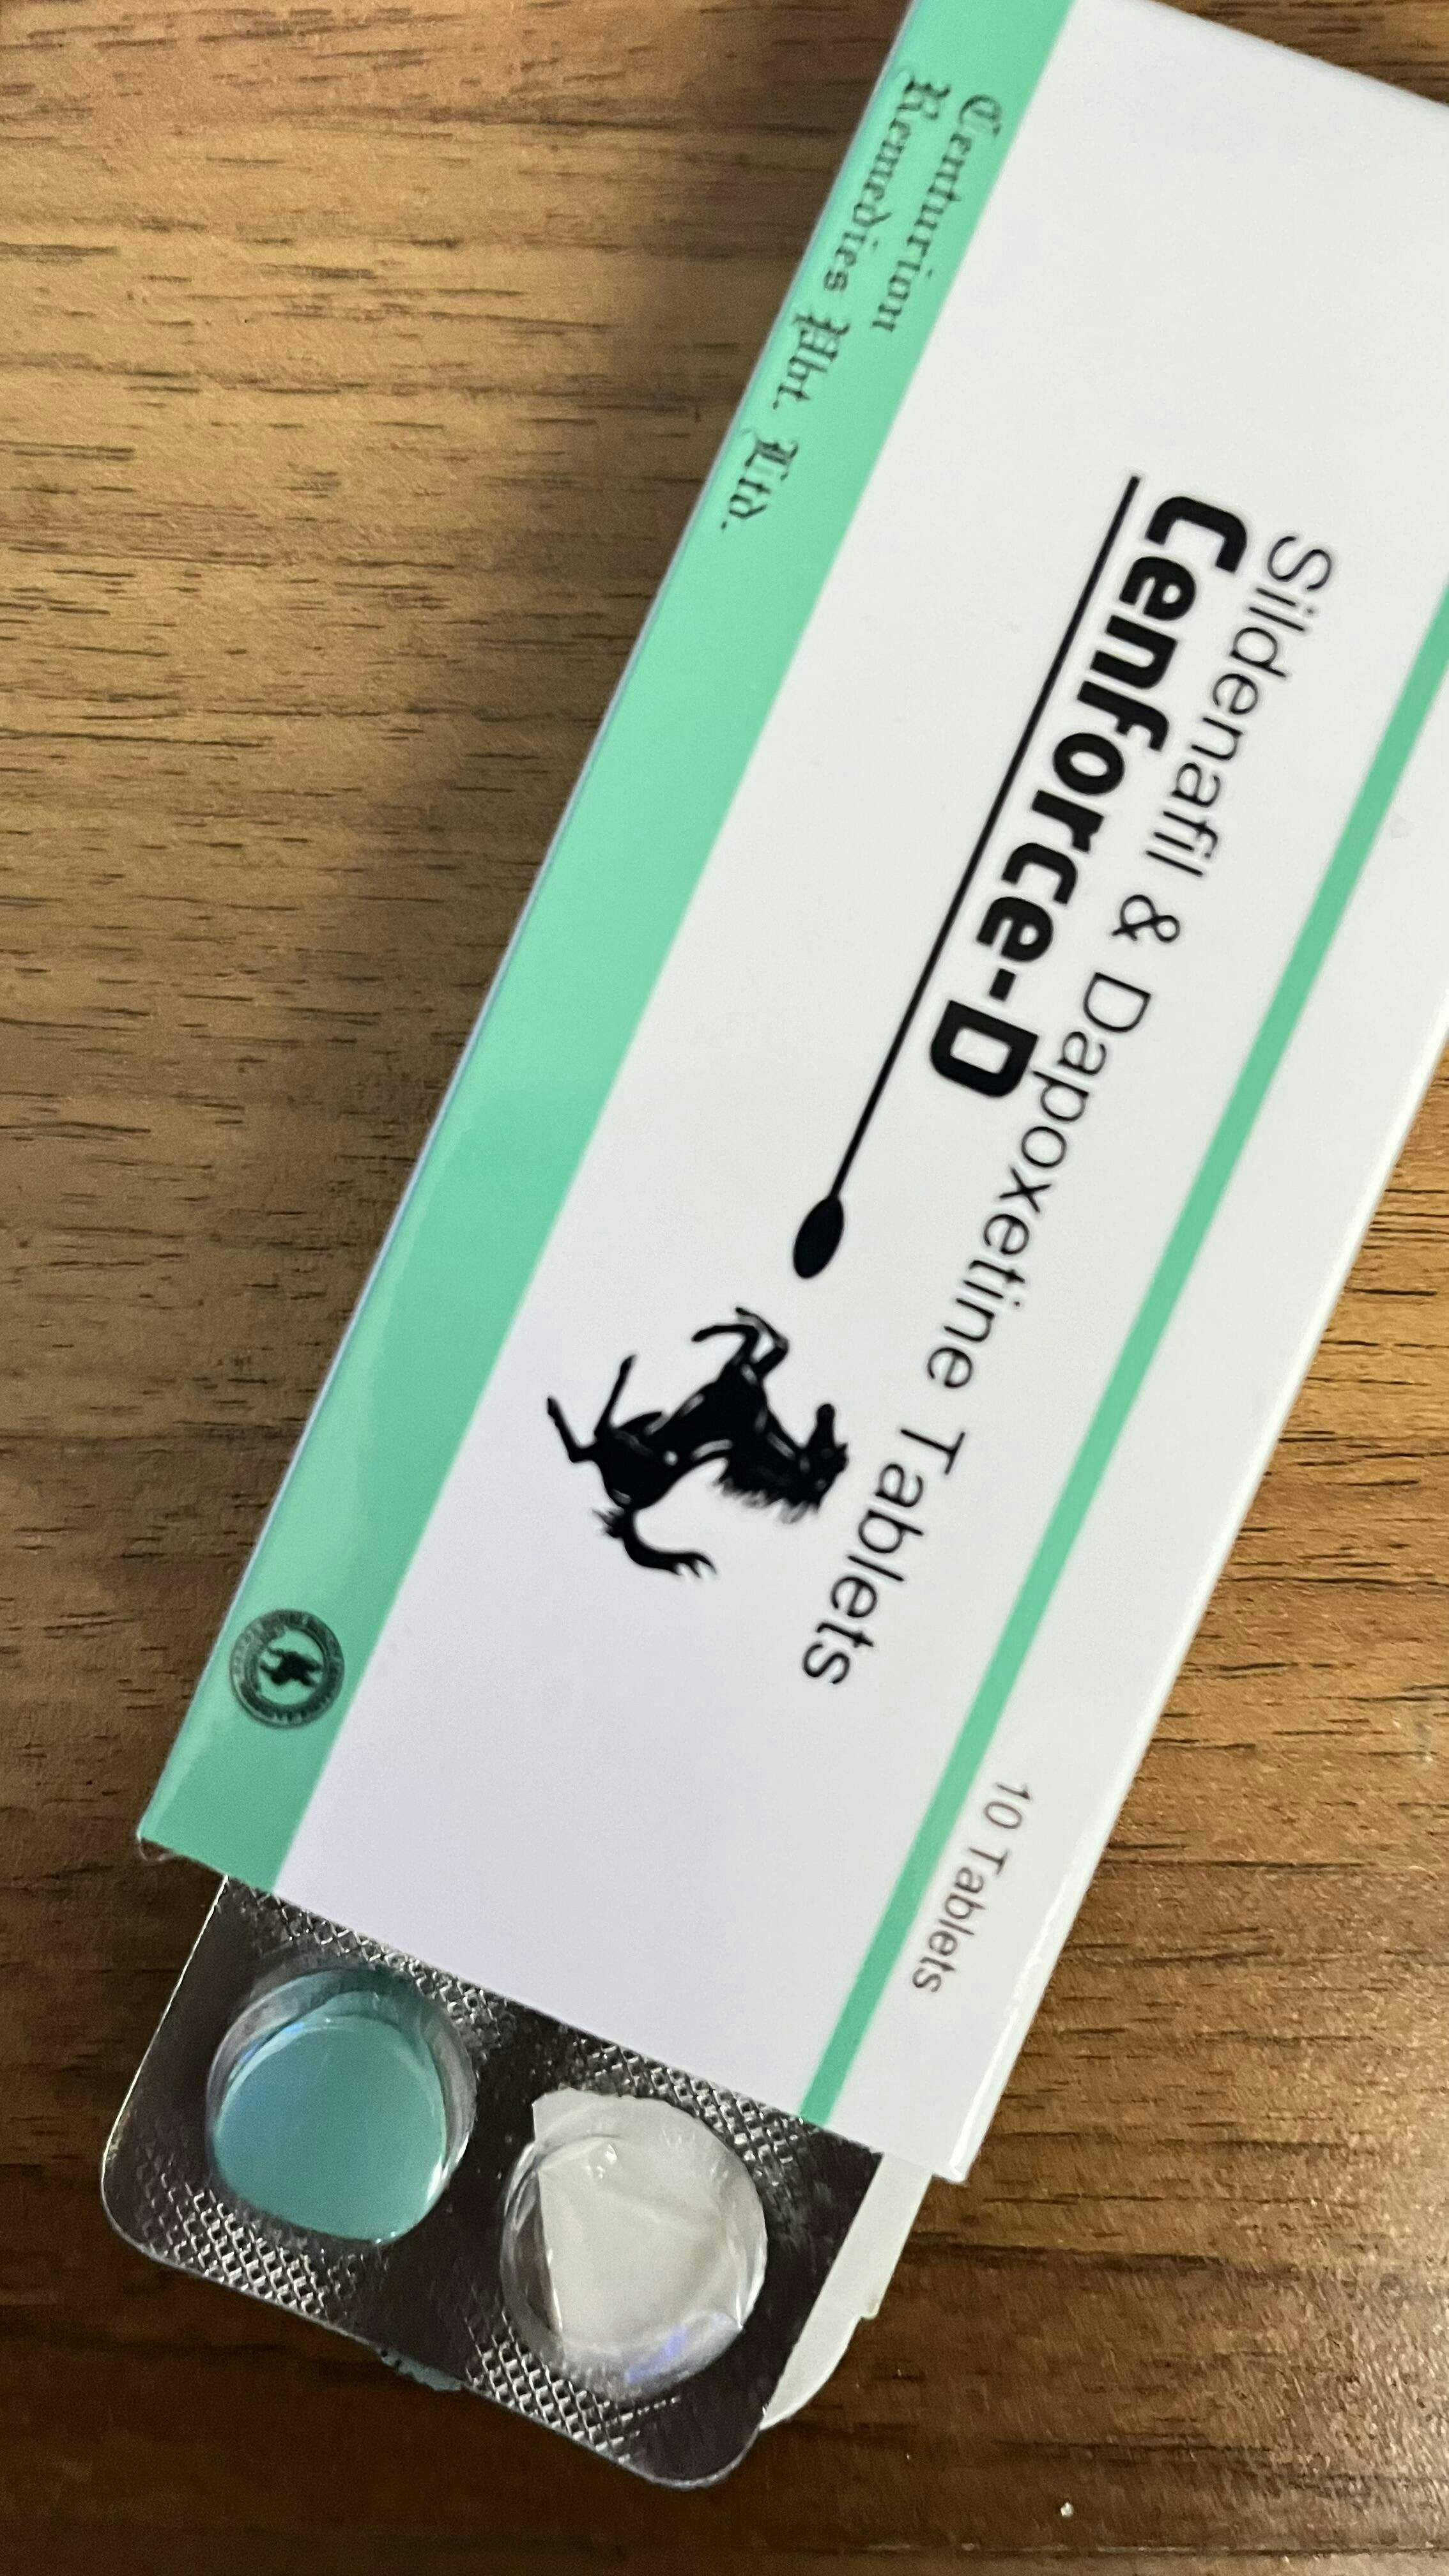 Sildenafil & Dapoxetine Tablets
Cenforce-D
10 Tablets
Centurion
Remedies Pvt. Ltd.